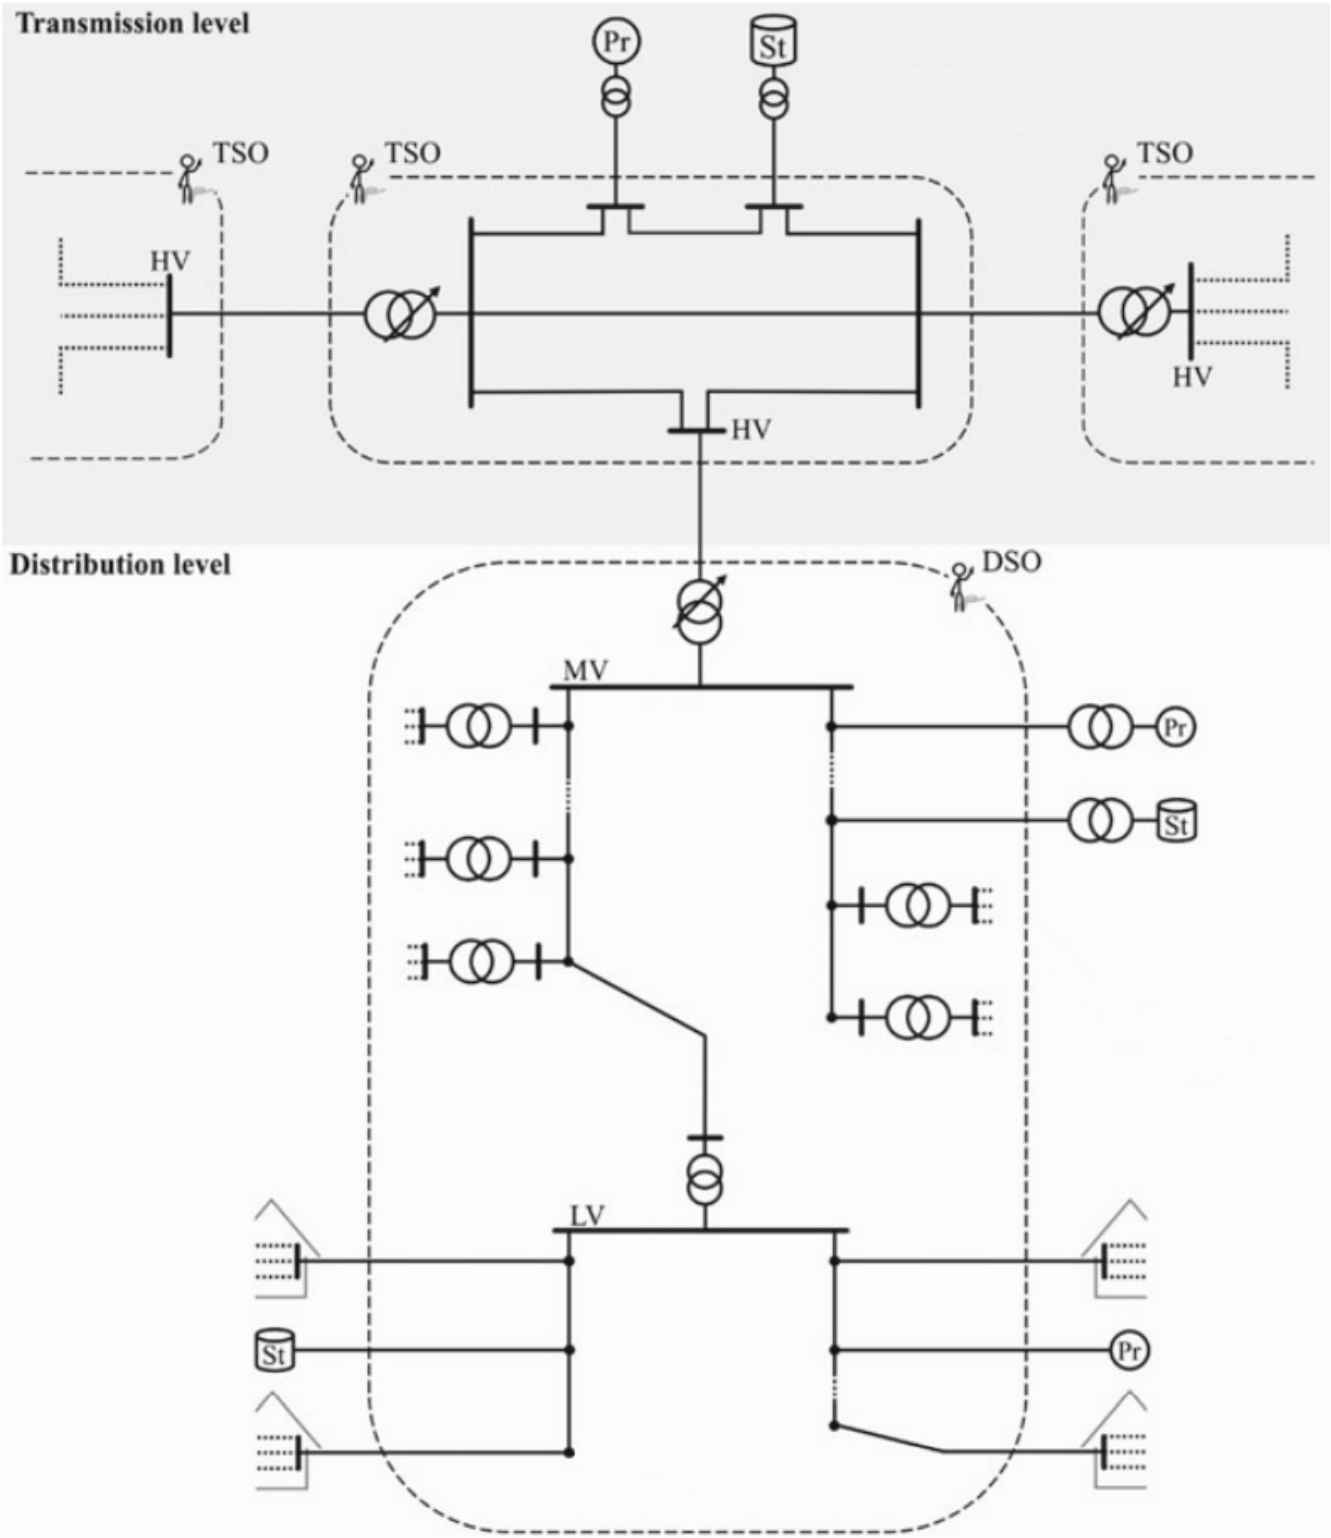 Transmission level
Pr
St
TSO
TSO
TSO
HV
HV
HV
Distribution level
DSO
MV
Pr
St
LV
St
Pr